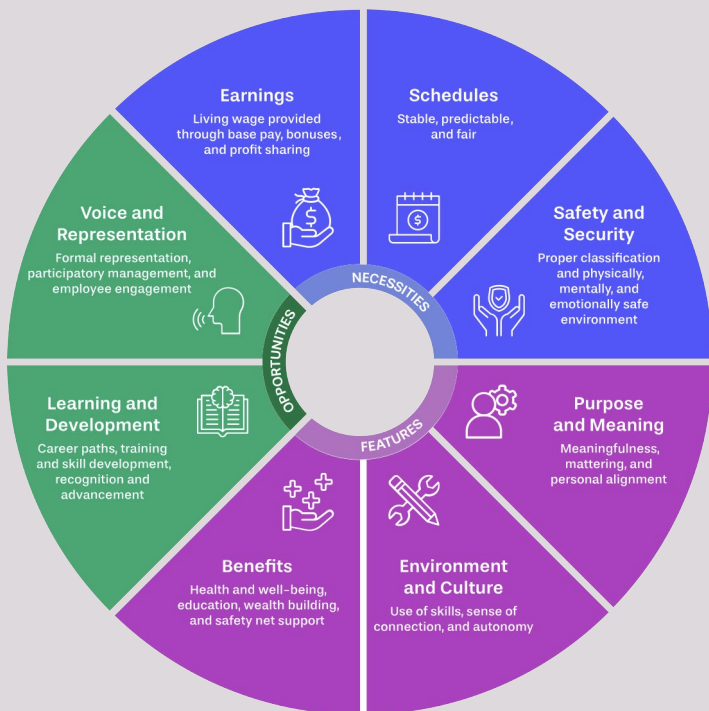 Earnings
Living wage provided
through base pay, bonuses,
and profit sharing
Schedules
Stable, predictable,
and fair
Safety and
Security
Proper classification
and physically,
mentally, and
emotionally safe
environment
Purpose
and Meaning
Meaningfulness,
mattering, and
personal alignment
Environment
and Culture
Use of skills, sense of
connection, and autonomy
Benefits
Health and well-being,
education, wealth building,
and safety net support
Learning and
Development
Career paths, training
and skill development,
recognition and
advancement
Voice and
Representation
Formal representation,
participatory management, and
employee engagement
NECESSITIES
FEATURES
OPPORTUNITIES
$
$